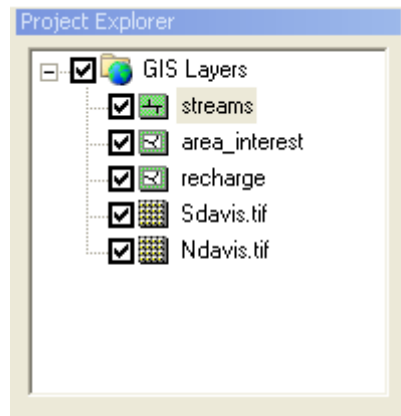 Project Explorer
GIS Layers
streams
area_interest
recharge
Sdavis.tif
Ndavis.tif